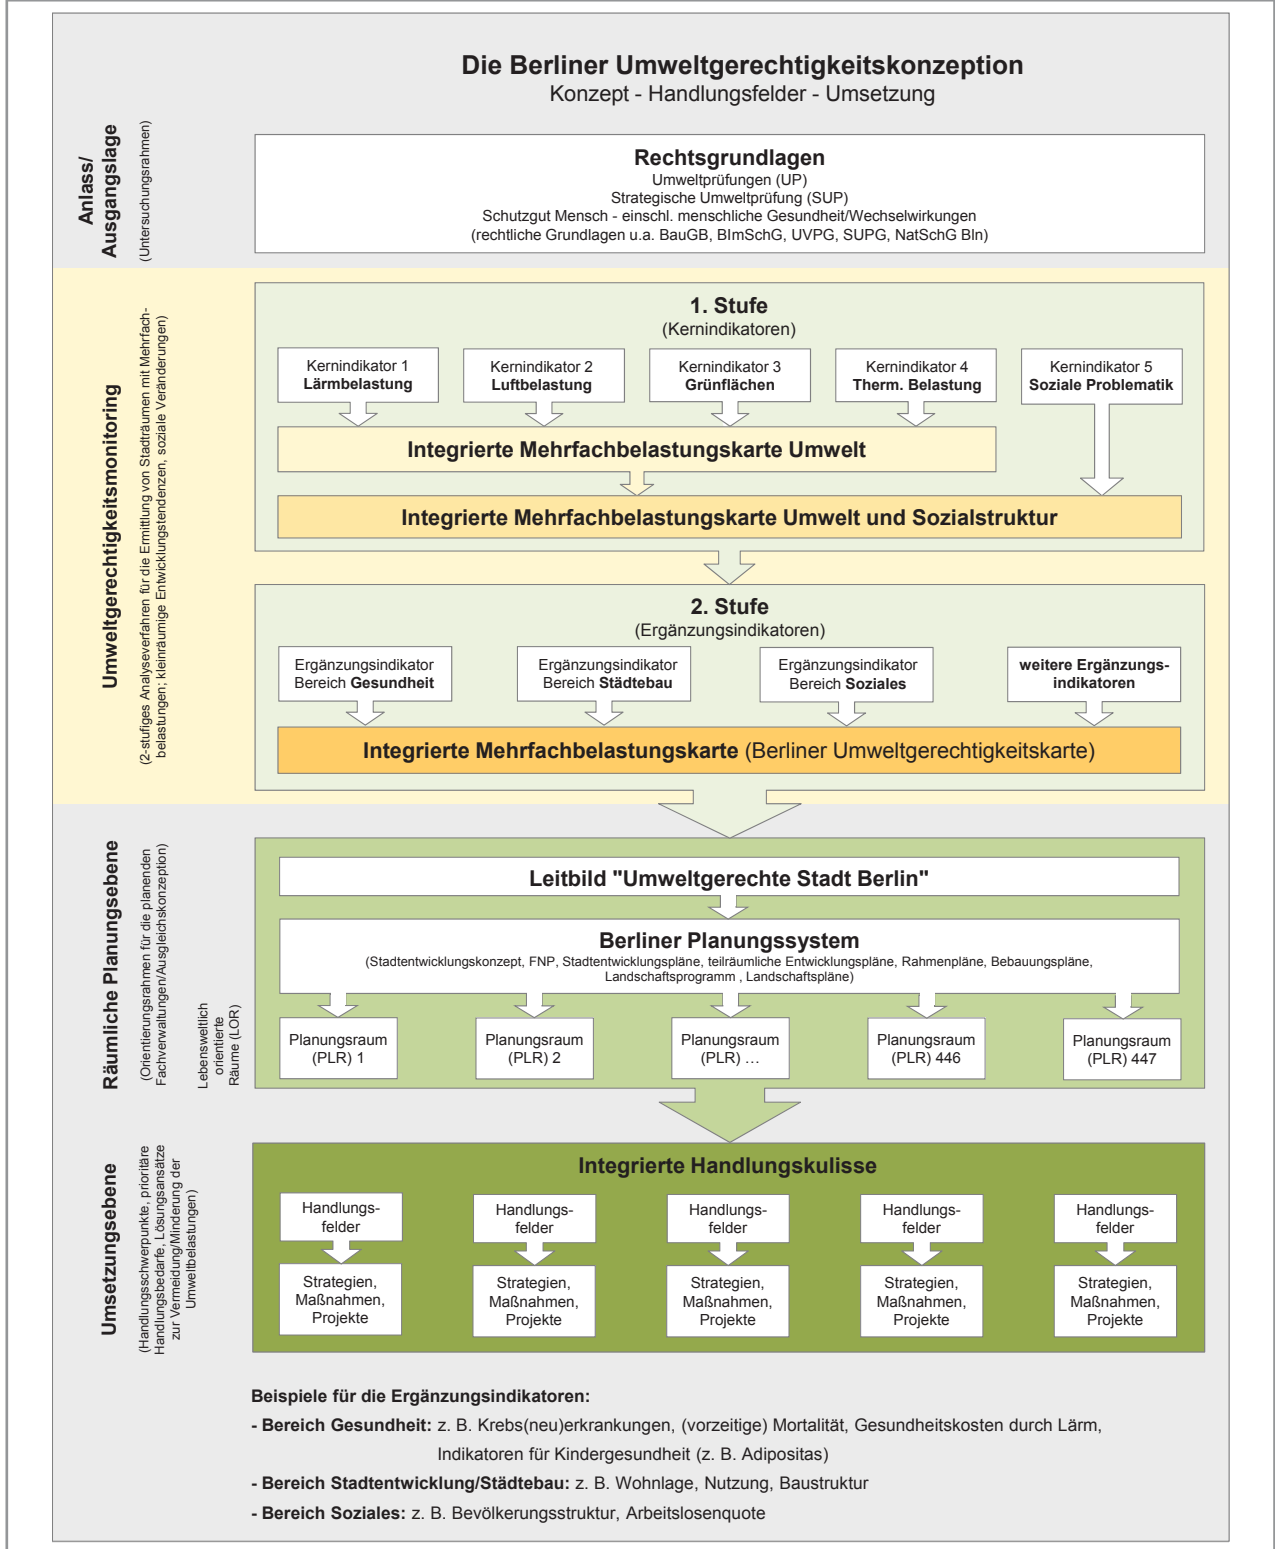 Die Berliner Umweltgerechtigkeitskonzeption
Konzept - Handlungsfelder - Umsetzung
Anlass/
Ausgangslage
(Untersuchungsrahmen)
Rechtsgrundlagen
Umweltprüfungen (UP)
Strategische Umweltprüfung (SUP)
Schutzgut Mensch - einschl. menschliche Gesundheit/Wechselwirkungen
(rechtliche Grundlagen u.a. BauGB, BImSchG, UVPG, SUPG, NatSchG Bln)
Umweltgerechtigkeitsmonitoring
(2-stufiges Analyseverfahren für die Ermittlung von Stadträumen mit Mehrfach-
belastungen; kleinräumige Entwicklungstendenzen, soziale Veränderungen)
1. Stufe
(Kernindikatoren)
Kernindikator 1
Lärmbelastung
Kernindikator 2
Luftbelastung
Kernindikator 3
Grünflächen
Kernindikator 4
Therm. Belastung
Kernindikator 5
Soziale Problematik
Integrierte Mehrfachbelastungskarte Umwelt
Integrierte Mehrfachbelastungskarte Umwelt und Sozialstruktur
2. Stufe
(Ergänzungsindikatoren)
Ergänzungsindikator
Bereich Gesundheit
Ergänzungsindikator
Bereich Städtebau
Ergänzungsindikator
Bereich Soziales
weitere Ergänzungs-
indikatoren
Integrierte Mehrfachbelastungskarte (Berliner Umweltgerechtigkeitskarte)
Räumliche Planungsebene
(Orientierungsrahmen für die planenden
Fachverwaltungen/Ausgleichskonzeption)
Lebensweltlich
orientierte
Räume (LOR)
Leitbild "Umweltgerechte Stadt Berlin"
Berliner Planungssystem
(Stadtentwicklungskonzept, FNP, Stadtentwicklungspläne, teilräumliche Entwicklungspläne, Rahmenpläne, Bebauungspläne,
Landschaftsprogramm , Landschaftspläne)
Planungsraum
(PLR) 1
Planungsraum
(PLR) 2
Planungsraum
(PLR) …
Planungsraum
(PLR) 446
Planungsraum
(PLR) 447
Umsetzungsebene
(Handlungsschwerpunkte, prioritäre
Handlungsbedarfe, Lösungsansätze
zur Vermeidung/Minderung der
Umweltbelastungen)
Integrierte Handlungskulisse
Handlungs-
felder
Handlungs-
felder
Handlungs-
felder
Handlungs-
felder
Handlungs-
felder
Strategien,
Maßnahmen,
Projekte
Strategien,
Maßnahmen,
Projekte
Strategien,
Maßnahmen,
Projekte
Strategien,
Maßnahmen,
Projekte
Strategien,
Maßnahmen,
Projekte
Beispiele für die Ergänzungsindikatoren:
- Bereich Gesundheit: z. B. Krebs(neu)erkrankungen, (vorzeitige) Mortalität, Gesundheitskosten durch Lärm,
Indikatoren für Kindergesundheit (z. B. Adipositas)
- Bereich Stadtentwicklung/Städtebau: z. B. Wohnlage, Nutzung, Baustruktur
- Bereich Soziales: z. B. Bevölkerungsstruktur, Arbeitslosenquote